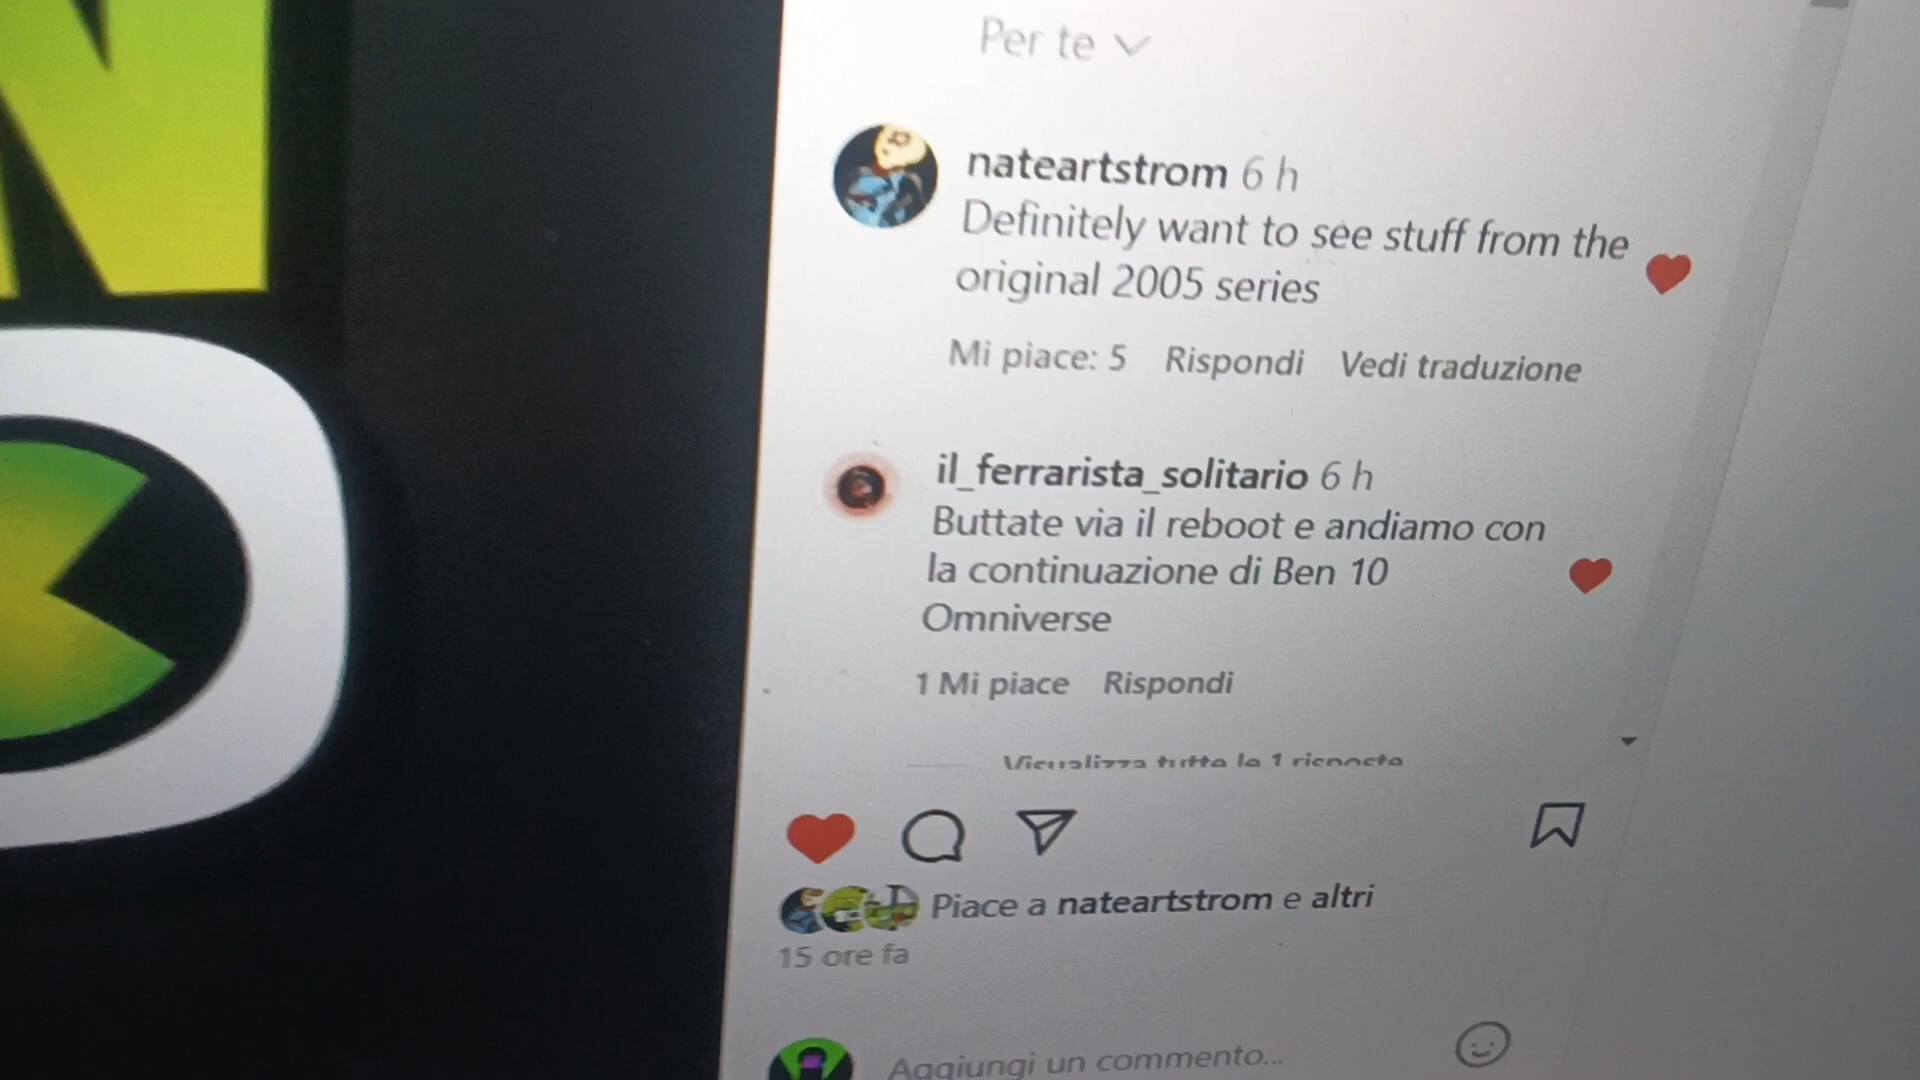 Per te
nateartstrom 6 h
Definitely want to see stuff from the
original 2005 series
Mi piace: 5 Rispondi Vedi traduzione
il_ferrarista_solitario 6 h
Buttate via il reboot e andiamo con
la continuazione di Ben 10
Omniverse
1 Mi piace Rispondi
Visualizza tutte le 1 risposte
Piace a nateartstrom e altri
15 ore fa
Aggiungi un commento...